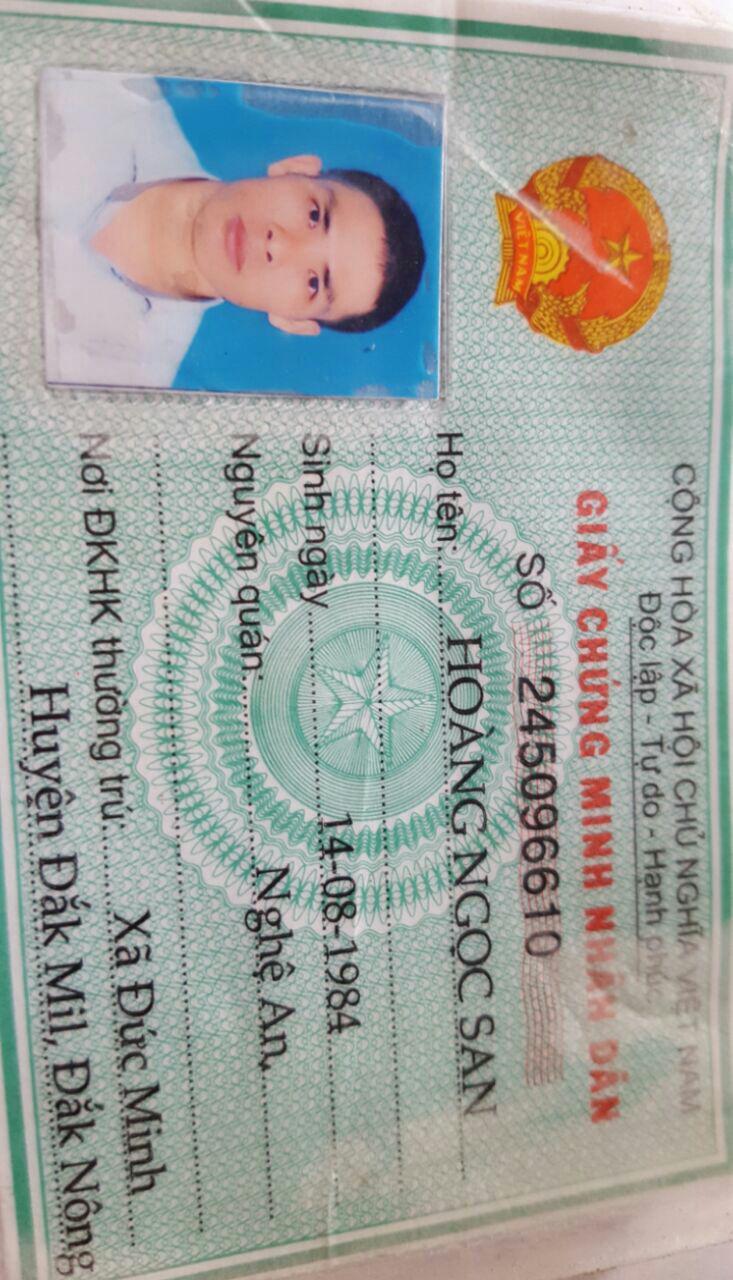 CỘNG HÒA XÃ HỘI CHỦ NGHĨA VIỆT NAM
Độc lập - Tự do - Hạnh phúc
GIẤY CHỨNG MINH NHÂN DÂN
SỐ 245096610
VIỆT NAM
Họ tên: HOÀNG NGỌC SAN
Sinh ngày 14-08-1984
Nguyên quán: Nghệ An,
Nơi ĐKHK thường trú: Xã Đức Minh
Huyện Đắk Mil, Đắk Nông